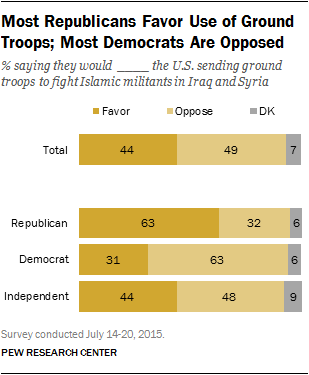 Most Republicans Favor Use of Ground
Troops; Most Democrats Are Opposed
% saying they would _____ the U.S. sending ground
troops to fight Islamic militants in Iraq and Syria
Favor Oppose DK
Total 44 49 7
Republican 63 32 6
Democrat 31 63 6
Independent 44 48 9
Survey conducted July 14-20, 2015.
PEW RESEARCH CENTER